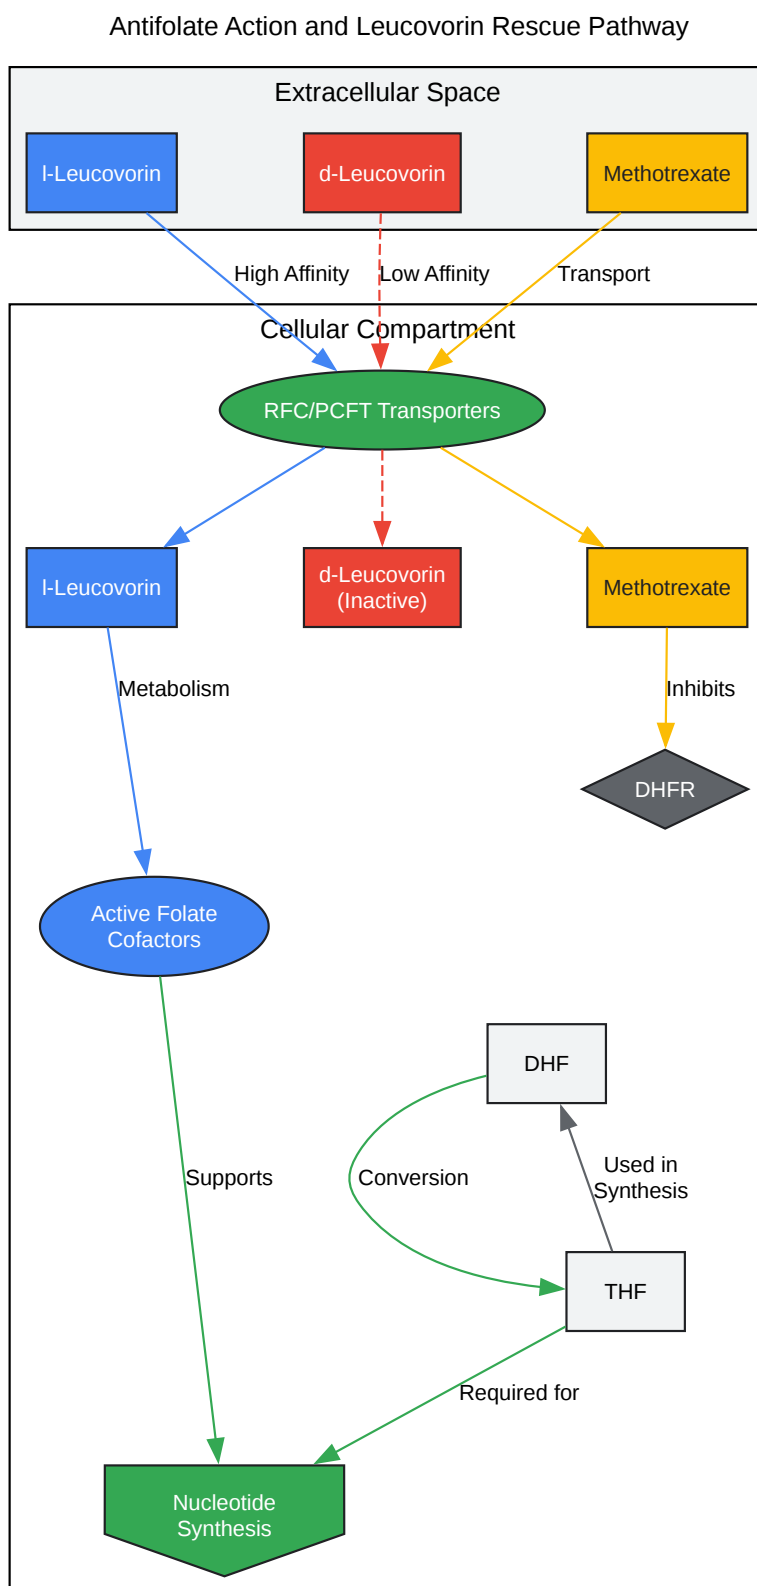 Antifolate Action and Leucovorin Rescue Pathway
Extracellular Space
l-Leucovorin
d-Leucovorin
Methotrexate
High Affinity
Low Affinity
Transport
Cellular Compartment
RFC/PCFT Transporters
l-Leucovorin
d-Leucovorin
(Inactive)
Methotrexate
Metabolism
Inhibits
DHFR
Active Folate
Cofactors
DHF
Supports
Conversion
Used in
Synthesis
THF
Required for
Nucleotide
Synthesis